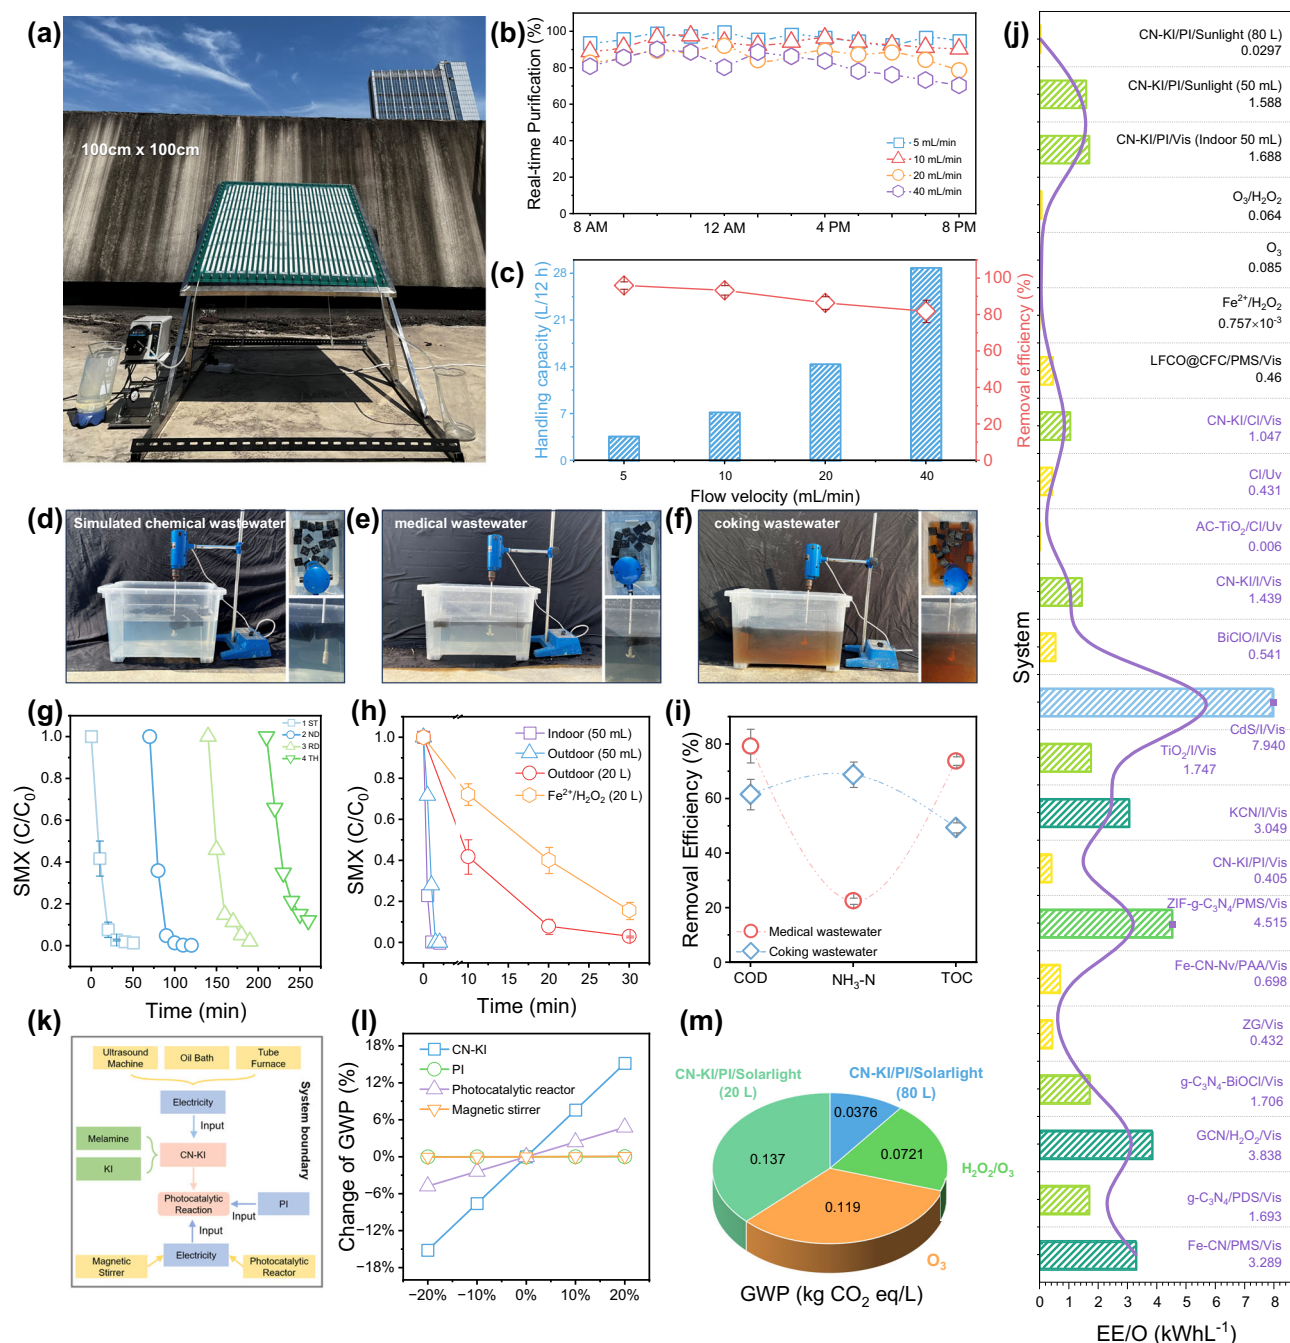 (a)
100cm x 100cm
(b)
Real-time Purification (%)
100
80
60
40
20
0
5 mL/min
10 mL/min
20 mL/min
40 mL/min
8 AM
12 AM
4 PM
8 PM
(c)
Handling capacity (L/12 h)
28
21
14
7
0
100
80
60
40
20
0
Removal efficiency (%)
5
10
20
40
Flow velocity (mL/min)
(d)
Simulated chemical wastewater
(e)
medical wastewater
(f)
coking wastewater
(g)
SMX (C/C₀)
1.0
0.8
0.6
0.4
0.2
0.0
1 ST
2 ND
3 RD
4 TH
0
50
100
150
200
250
Time (min)
(h)
SMX (C/C₀)
1.0
0.8
0.6
0.4
0.2
0.0
Indoor (50 mL)
Outdoor (50 mL)
Outdoor (20 L)
Fe²⁺/H₂O₂ (20 L)
0
10
20
30
Time (min)
(i)
Removal Efficiency (%)
80
60
40
20
0
Medical wastewater
Coking wastewater
COD
NH₃-N
TOC
(j)
System
CN-KI/PI/Sunlight (80 L)
0.0297
CN-KI/PI/Sunlight (50 mL)
1.588
CN-KI/PI/Vis (Indoor 50 mL)
1.688
O₃/H₂O₂
0.064
O₃
0.085
Fe²⁺/H₂O₂
0.757×10⁻³
LFCO@CFC/PMS/Vis
0.46
CN-KI/Cl/Vis
1.047
Cl/Uv
0.431
AC-TiO₂/Cl/Uv
0.006
CN-KI/I/Vis
1.439
BiClO/I/Vis
0.541
CdS/I/Vis
7.940
TiO₂/I/Vis
1.747
KCN/I/Vis
3.049
CN-KI/PI/Vis
0.405
ZIF-g-C₃N₄/PMS/Vis
4.515
Fe-CN-Nv/PAA/Vis
0.698
ZG/Vis
0.432
g-C₃N₄-BiOCl/Vis
1.706
GCN/H₂O₂/Vis
3.838
g-C₃N₄/PDS/Vis
1.693
Fe-CN/PMS/Vis
3.289
0
1
2
3
4
5
6
7
8
EE/O (kWhL⁻¹)
(k)
Ultrasound
Machine
Oil Bath
Tube
Furnace
System boundary
Electricity
Input
Melamine
KI
CN-KI
Photocatalytic
Reaction
Input
PI
Input
Electricity
Magnetic
Stirrer
Photocatalytic
Reactor
(l)
Change of GWP (%)
18%
12%
6%
0%
−6%
−12%
−18%
CN-KI
PI
Photocatalytic reactor
Magnetic stirrer
−20%
−10%
0%
10%
20%
(m)
CN-KI/PI/Solarlight
(20 L)
CN-KI/PI/Solarlight
(80 L)
0.0376
0.0721
H₂O₂/O₃
0.137
0.119
O₃
GWP (kg CO₂ eq/L)